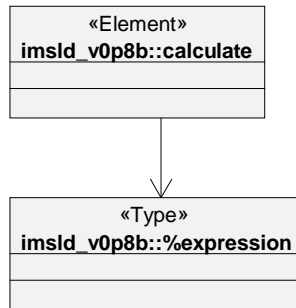 «Element»
imsld_v0p8b::calculate
«Type»
imsld_v0p8b::%expression